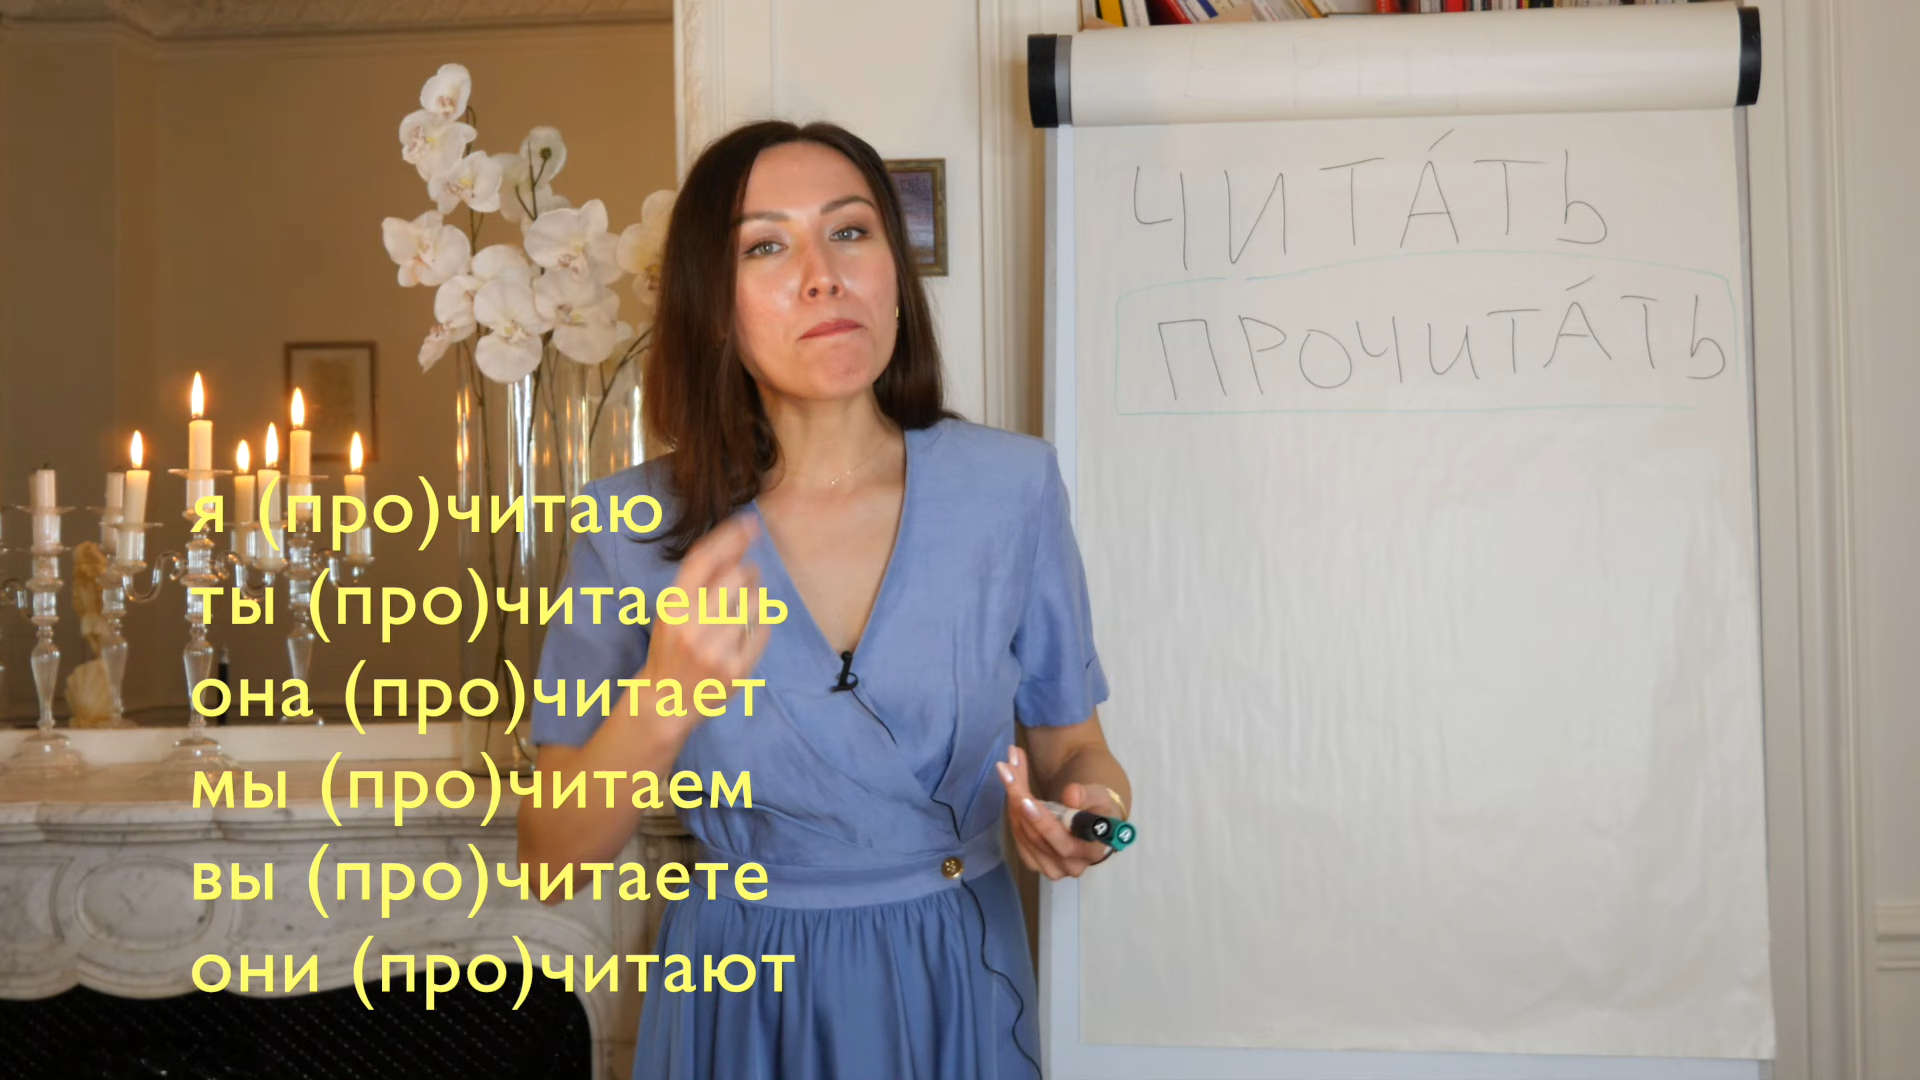 ЧИТА́ТЬ
ПРОЧИТА́ТЬ
я (про)читаю
ты (про)читаешь
она (про)читает
мы (про)читаем
вы (про)читаете
они (про)читают